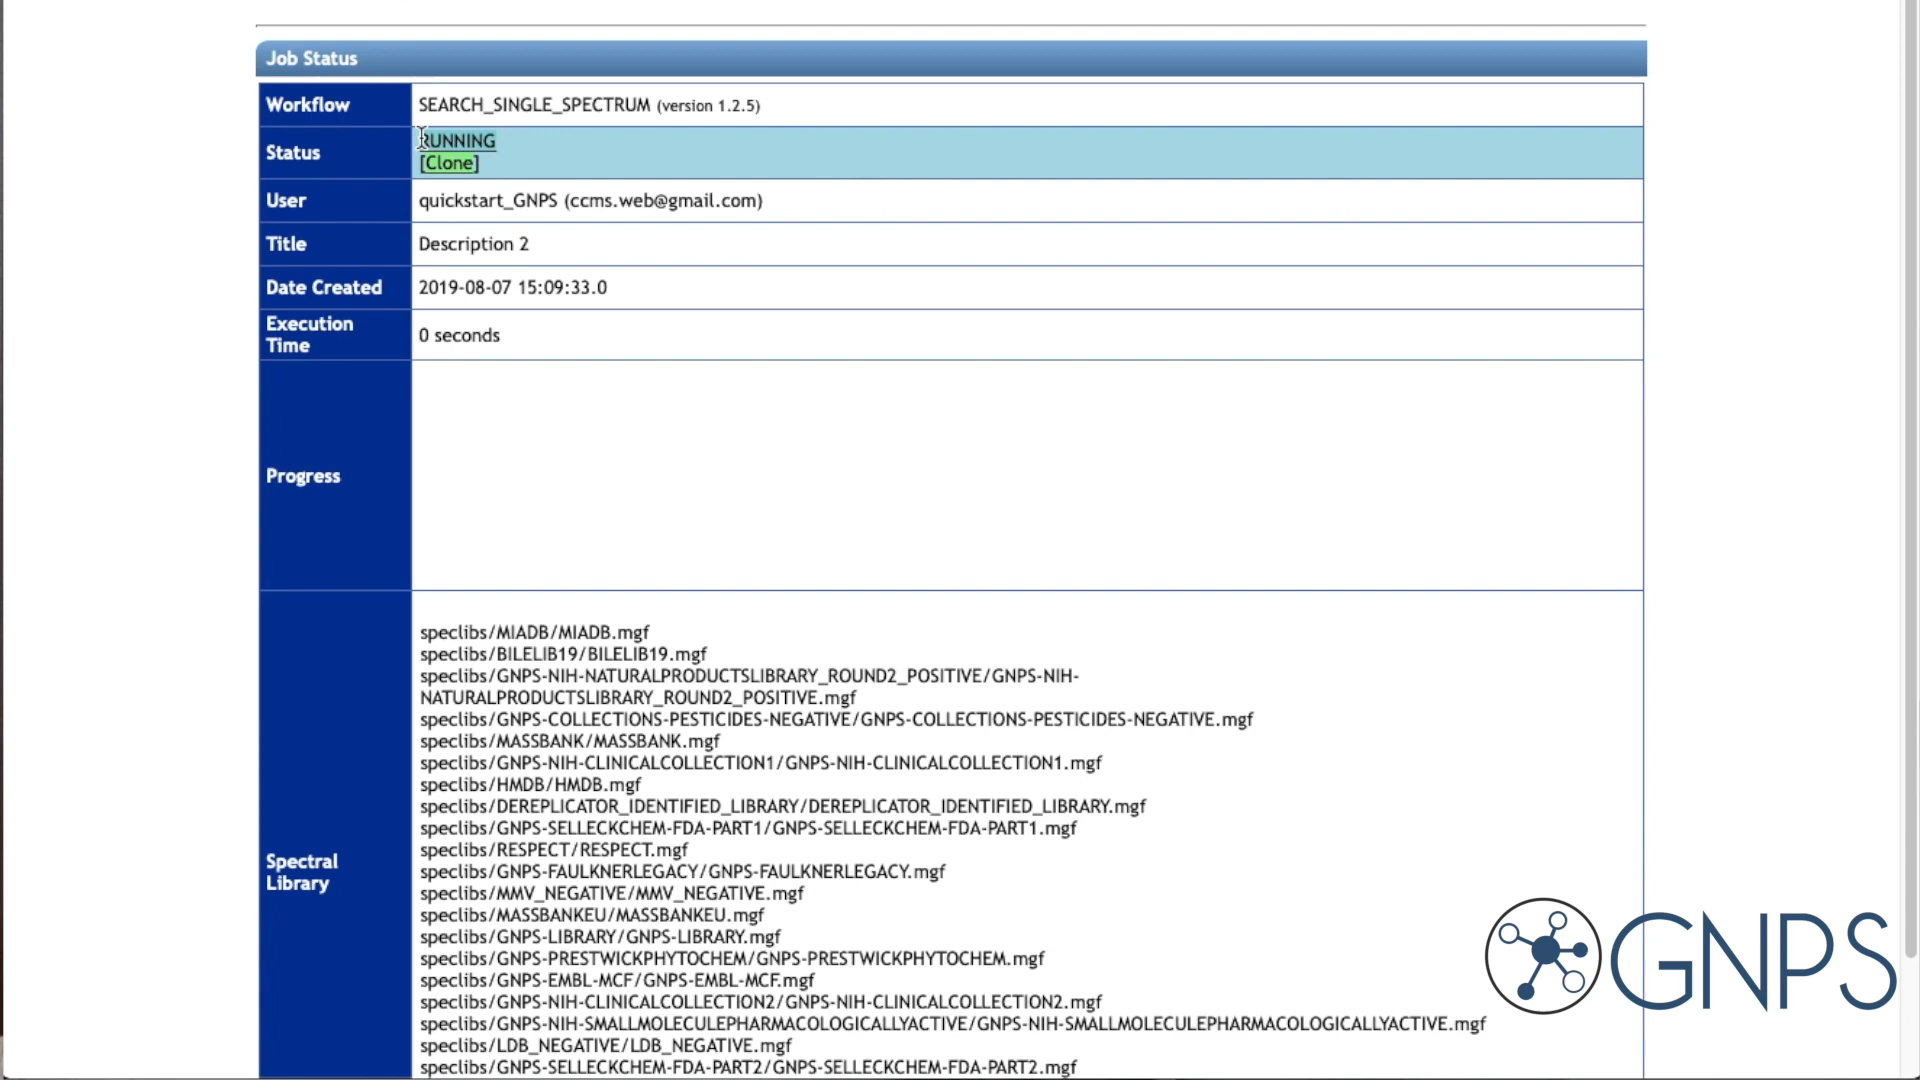 Job Status
Workflow SEARCH_SINGLE_SPECTRUM (version 1.2.5)
Status RUNNING
[Clone]
User quickstart_GNPS (ccms.web@gmail.com)
Title Description 2
Date Created 2019-08-07 15:09:33.0
Execution
Time
0 seconds
Progress
Spectral
Library
speclibs/MIADB/MIADB.mgf
speclibs/BILELIB19/BILELIB19.mgf
speclibs/GNPS-NIH-NATURALPRODUCTSLIBRARY_ROUND2_POSITIVE/GNPS-NIH-
NATURALPRODUCTSLIBRARY_ROUND2_POSITIVE.mgf
speclibs/GNPS-COLLECTIONS-PESTICIDES-NEGATIVE/GNPS-COLLECTIONS-PESTICIDES-NEGATIVE.mgf
speclibs/MASSBANK/MASSBANK.mgf
speclibs/GNPS-NIH-CLINICALCOLLECTION1/GNPS-NIH-CLINICALCOLLECTION1.mgf
speclibs/HMDB/HMDB.mgf
speclibs/DEREPLICATOR_IDENTIFIED_LIBRARY/DEREPLICATOR_IDENTIFIED_LIBRARY.mgf
speclibs/GNPS-SELLECKCHEM-FDA-PART1/GNPS-SELLECKCHEM-FDA-PART1.mgf
speclibs/RESPECT/RESPECT.mgf
speclibs/GNPS-FAULKNERLEGACY/GNPS-FAULKNERLEGACY.mgf
speclibs/MMV_NEGATIVE/MMV_NEGATIVE.mgf
speclibs/MASSBANKEU/MASSBANKEU.mgf
speclibs/GNPS-LIBRARY/GNPS-LIBRARY.mgf
speclibs/GNPS-PRESTWICKPHYTOCHEM/GNPS-PRESTWICKPHYTOCHEM.mgf
speclibs/GNPS-EMBL-MCF/GNPS-EMBL-MCF.mgf
speclibs/GNPS-NIH-CLINICALCOLLECTION2/GNPS-NIH-CLINICALCOLLECTION2.mgf
speclibs/GNPS-NIH-SMALLMOLECULEPHARMACOLOGICALLYACTIVE/GNPS-NIH-SMALLMOLECULEPHARMACOLOGICALLYACTIVE.mgf
speclibs/LDB_NEGATIVE/LDB_NEGATIVE.mgf
speclibs/GNPS-SELLECKCHEM-FDA-PART2/GNPS-SELLECKCHEM-FDA-PART2.mgf
GNPS